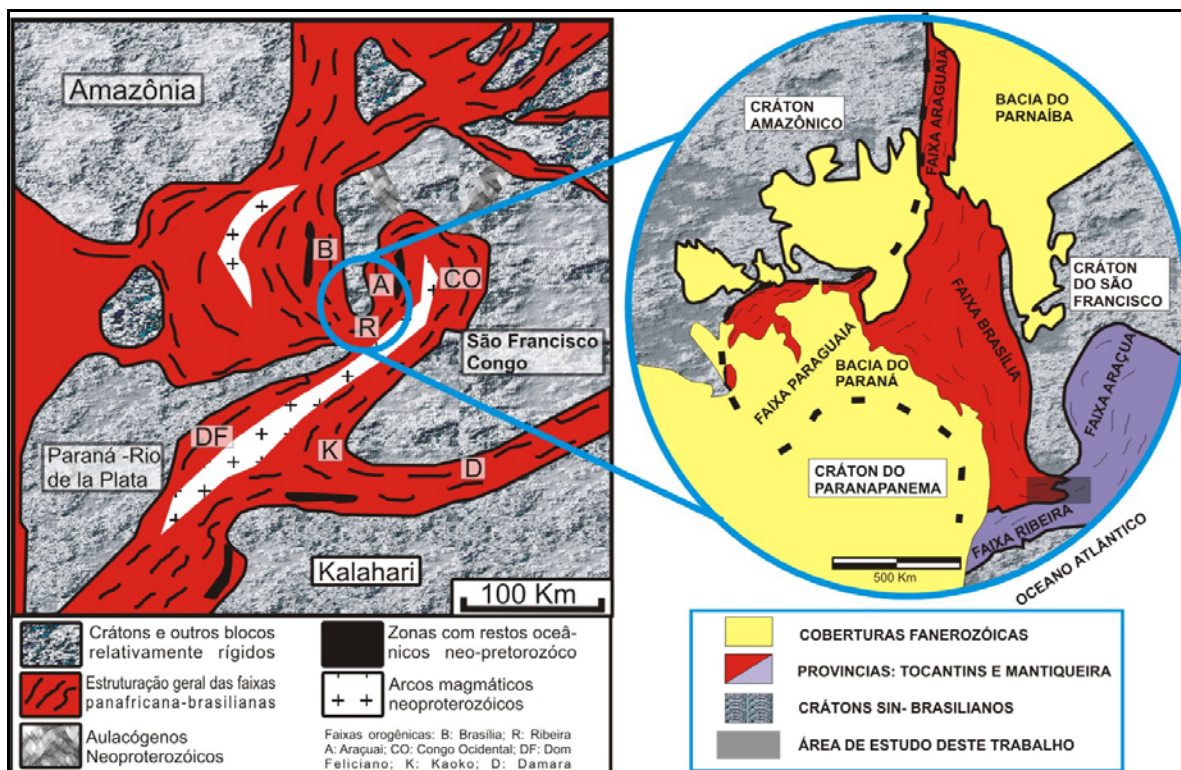 Amazônia
B
A
CO
R
São Francisco
Congo
DF
K
Paraná -Rio
de la Plata
D
Kalahari
100 Km
Crátons e outros blocos
relativamente rígidos
Estruturação geral das faixas
panafricana-brasilianas
Aulacógenos
Neoproterozóicos
Zonas com restos oceâ-
nicos neo-pretorozóco
Arcos magmáticos
neoproterozóicos
Faixas orogênicas: B: Brasília; R: Ribeira
A: Araçuai; CO: Congo Ocidental; DF: Dom
Feliciano; K: Kaoko; D: Damara
CRÁTON
AMAZÔNICO
FAIXA ARAGUAIA
BACIA DO
PARNAÍBA
CRÁTON
DO SÃO
FRANCISCO
FAIXA BRASÍLIA
FAIXA ARAÇUA
FAIXA PARAGUAIA
BACIA DO
PARANÁ
CRÁTON DO
PARANAPANEMA
FAIXA RIBEIRA
500 Km
OCEANO ATLÂNTICO
COBERTURAS FANEROZÓICAS
PROVINCIAS: TOCANTINS E MANTIQUEIRA
CRÁTONS SIN- BRASILIANOS
ÁREA DE ESTUDO DESTE TRABALHO